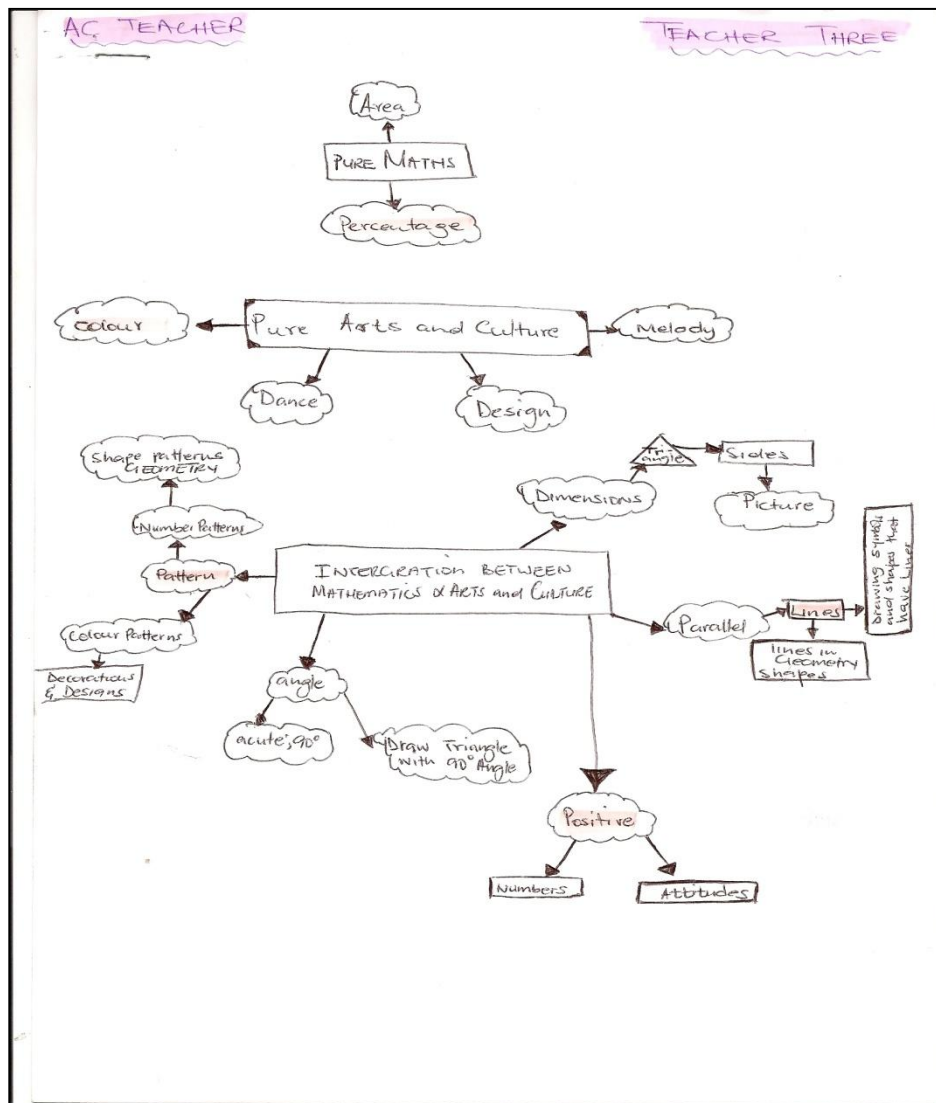 AC TEACHER
TEACHER THREE
Area
PURE MATHS
Percentage
Colour
Pure Arts and Culture
Melody
Dance
Design
Shape patterns
GEOMETRY
Number Patterns
Pattern
Colour Patterns
Decorations
& Designs
INTERGRATION BETWEEN
MATHEMATICS & ARTS and CULTURE
DIMENSIONS
Tri
angle
Sides
Picture
Parallel
Lines
Drawing symbols
and shapes that
have lines
lines in
Geometry
shapes
angle
acute; 90°
Draw Triangle
with 90° Angle
Positive
Numbers
Attitudes